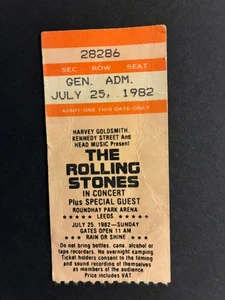 28286
SEC ROW SEAT
GEN. ADM.
JULY 25, 1982
ADMIT ONE THIS DATE-ONLY
HARVEY GOLDSMITH,
KENNEDY STREET And
HEAD MUSIC Present
THE
ROLLING
STONES
IN CONCERT
Plus SPECIAL GUEST
ROUNDHAY PARK ARENA
LEEDS
JULY 25, 1982—SUNDAY
GATES OPEN 11 AM
RAIN OR SHINE
Do not bring bottles, cans, alcohol or
tape recorders. No overnight camping
Ticket holders consent to the filming
and sound recording of themselves
as members of the audience.
Price includes VAT